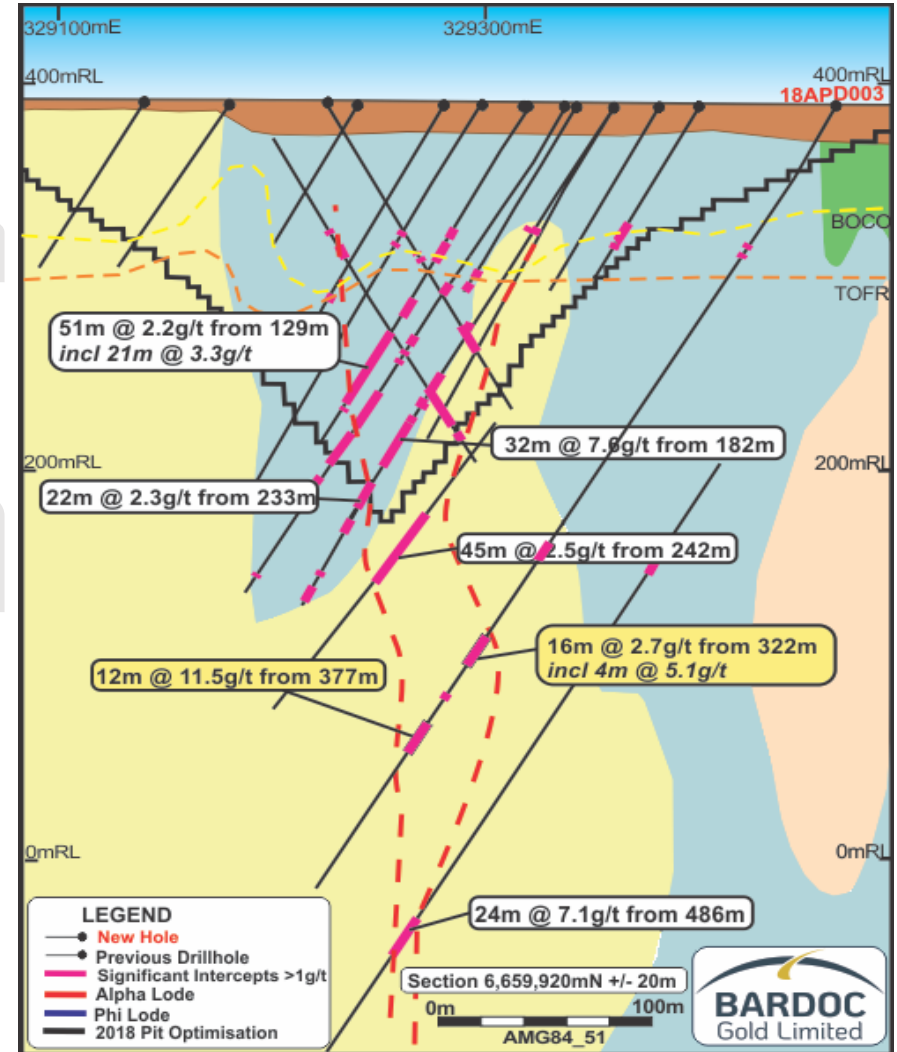 329100mE
329300mE
400mRL
400mRL
18APD003
BOCO
TOFR
51m @ 2.2g/t from 129m
incl 21m @ 3.3g/t
32m @ 7.6g/t from 182m
200mRL
200mRL
22m @ 2.3g/t from 233m
45m @ 2.5g/t from 242m
16m @ 2.7g/t from 322m
incl 4m @ 5.1g/t
12m @ 11.5g/t from 377m
0mRL
0mRL
24m @ 7.1g/t from 486m
LEGEND
New Hole
Previous Drillhole
Significant Intercepts >1g/t
Alpha Lode
Phi Lode
2018 Pit Optimisation
Section 6,659,920mN +/- 20m
0m 100m
AMG84_51
BARDOC
Gold Limited